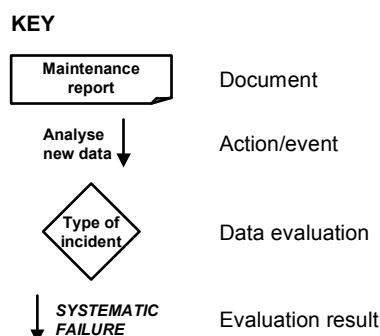 KEY
Maintenance
report
Document
Analyse
new data
Action/event
Type of
incident
Data evaluation
SYSTEMATIC
FAILURE
Evaluation result